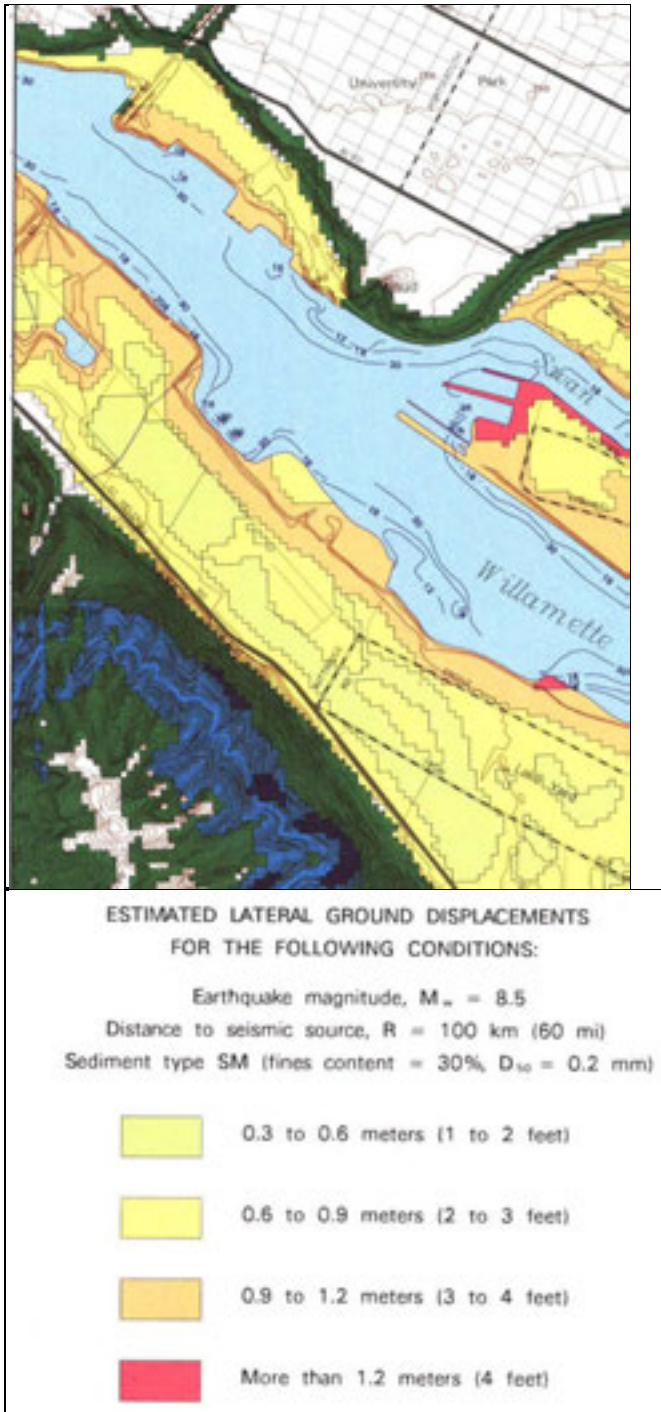 University Park
Swan
Willamette
ESTIMATED LATERAL GROUND DISPLACEMENTS
FOR THE FOLLOWING CONDITIONS:
Earthquake magnitude, Mw = 8.5
Distance to seismic source, R = 100 km (60 mi)
Sediment type SM (fines content = 30%, D50 = 0.2 mm)
0.3 to 0.6 meters (1 to 2 feet)
0.6 to 0.9 meters (2 to 3 feet)
0.9 to 1.2 meters (3 to 4 feet)
More than 1.2 meters (4 feet)